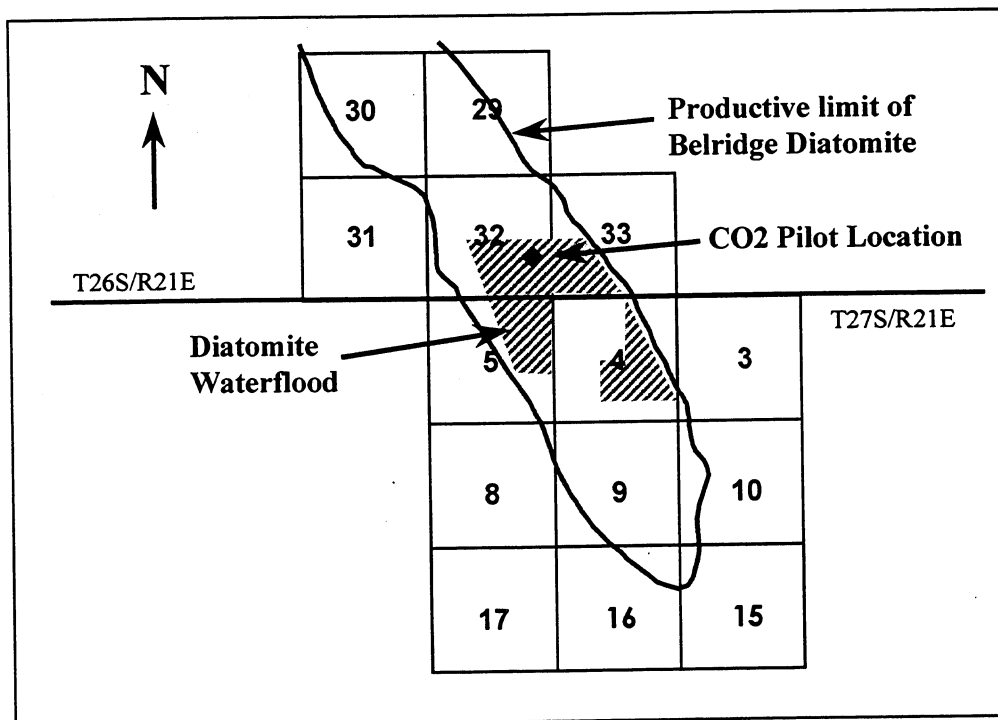 N
30
29
Productive limit of
Belridge Diatomite
31
32
33
CO2 Pilot Location
T26S/R21E
T27S/R21E
Diatomite
Waterflood
5
4
3
8
9
10
17
16
15